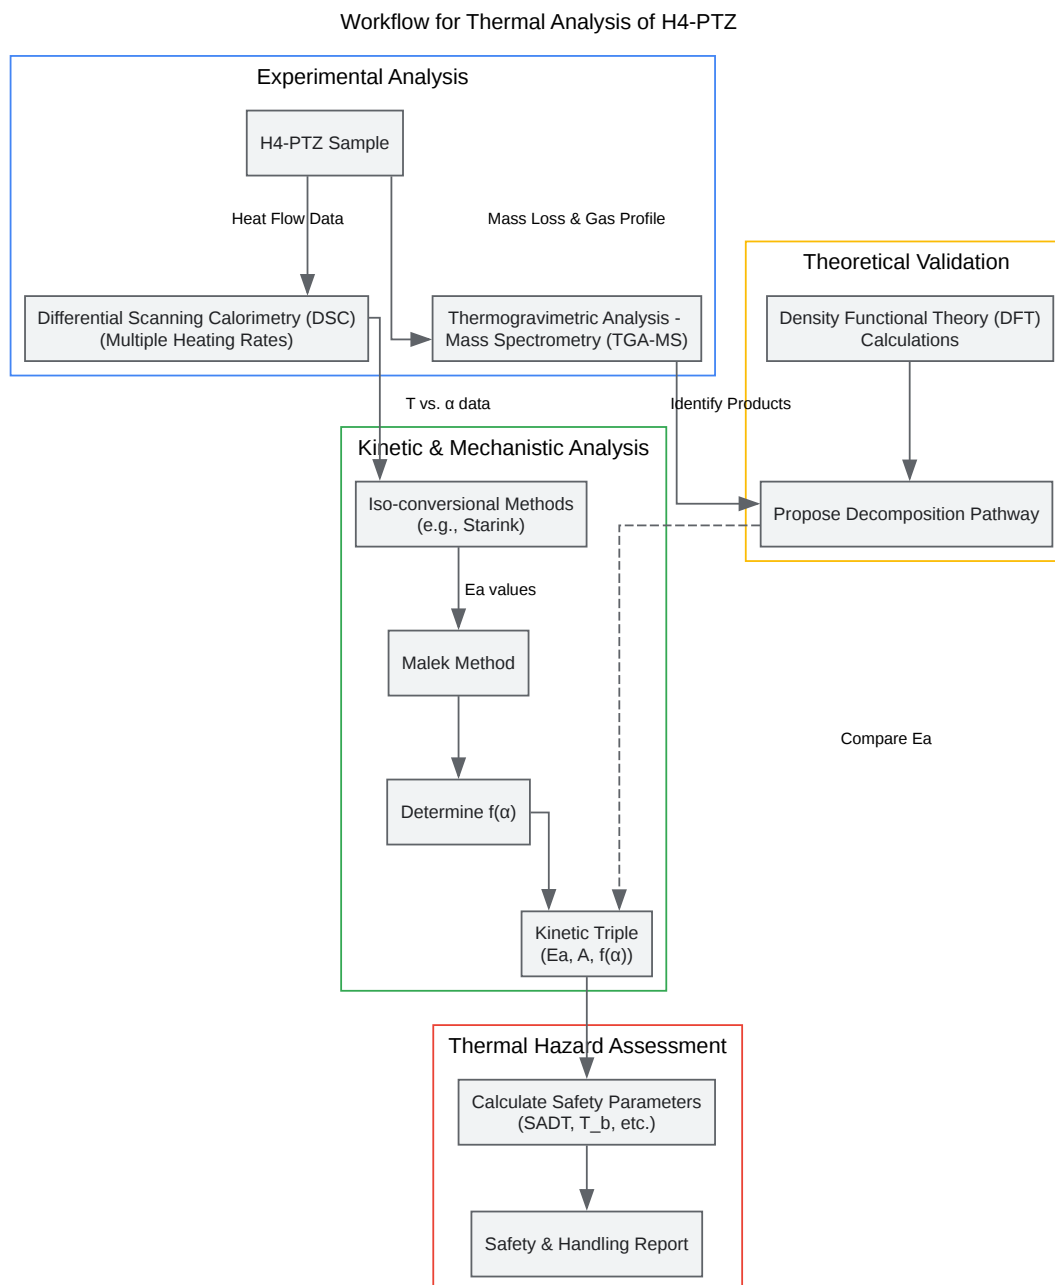 Workflow for Thermal Analysis of H4-PTZ
Experimental Analysis
H4-PTZ Sample
Heat Flow Data
Mass Loss & Gas Profile
Differential Scanning Calorimetry (DSC)
(Multiple Heating Rates)
Thermogravimetric Analysis -
Mass Spectrometry (TGA-MS)
Theoretical Validation
Density Functional Theory (DFT)
Calculations
T vs. α data
Identify Products
Kinetic & Mechanistic Analysis
Iso-conversional Methods
(e.g., Starink)
Propose Decomposition Pathway
Ea values
Malek Method
Compare Ea
Determine f(α)
Kinetic Triple
(Ea, A, f(α))
Thermal Hazard Assessment
Calculate Safety Parameters
(SADT, T_b, etc.)
Safety & Handling Report